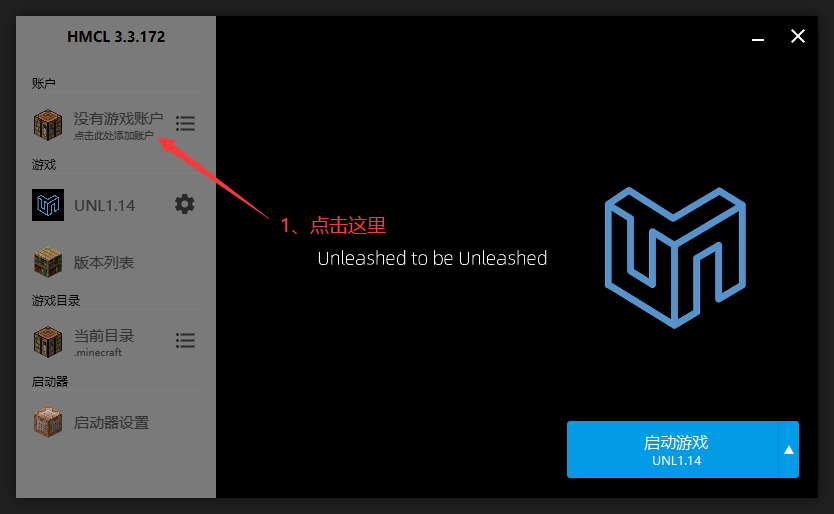 HMCL 3.3.172
账户
没有游戏账户
点击此处添加账户
游戏
UNL1.14
版本列表
游戏目录
当前目录
.minecraft
启动器
启动器设置
1、点击这里
Unleashed to be Unleashed
启动游戏
UNL1.14